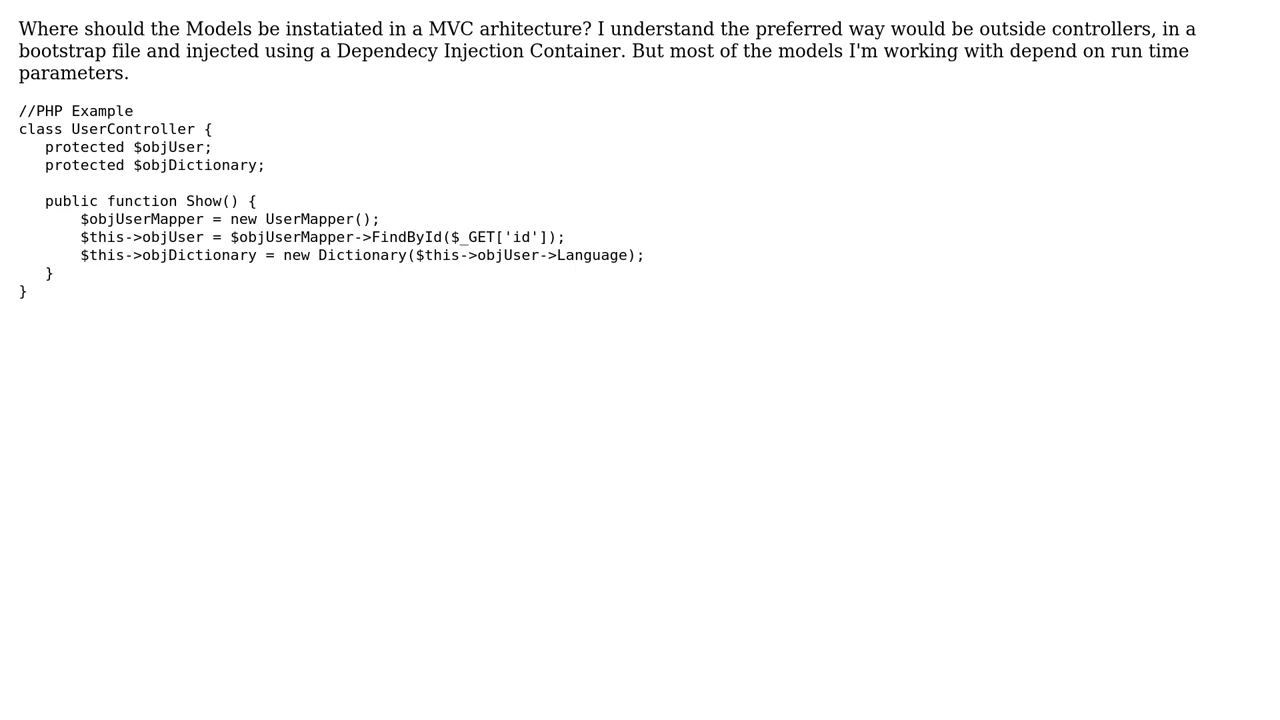 Where should the Models be instatiated in a MVC arhitecture? I understand the preferred way would be outside controllers, in a
bootstrap file and injected using a Dependecy Injection Container. But most of the models I'm working with depend on run time
parameters.
//PHP Example
class UserController {
   protected $objUser;
   protected $objDictionary;

   public function Show() {
       $objUserMapper = new UserMapper();
       $this->objUser = $objUserMapper->FindById($_GET['id']);
       $this->objDictionary = new Dictionary($this->objUser->Language);
   }
}